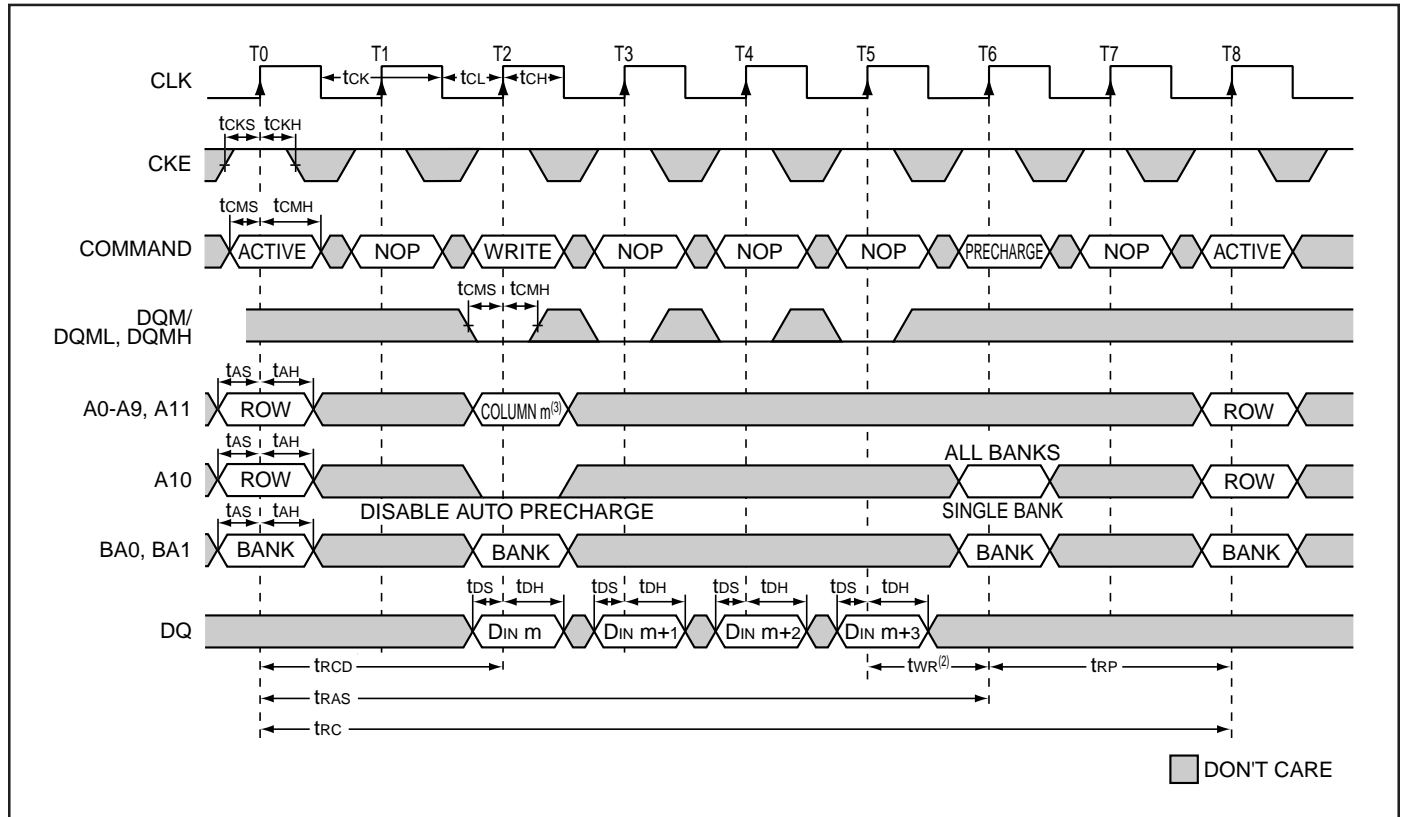 T0 T1 T2 T3 T4 T5 T6 T7 T8
CLK tCK tCL tCH
tCKS tCKH
CKE
tCMS tCMH
COMMAND ACTIVE NOP WRITE NOP NOP NOP PRECHARGE NOP ACTIVE
tCMS tCMH
DQM/
DQML, DQMH
tAS tAH
A0-A9, A11 ROW COLUMN m(3) ROW
tAS tAH ALL BANKS
A10 ROW ROW
DISABLE AUTO PRECHARGE SINGLE BANK
tAS tAH
BA0, BA1 BANK BANK BANK BANK
tDS tDH tDS tDH tDS tDH tDS tDH
DQ DIN m DIN m+1 DIN m+2 DIN m+3
tRCD tWR(2) tRP
tRAS
tRC
DON'T CARE